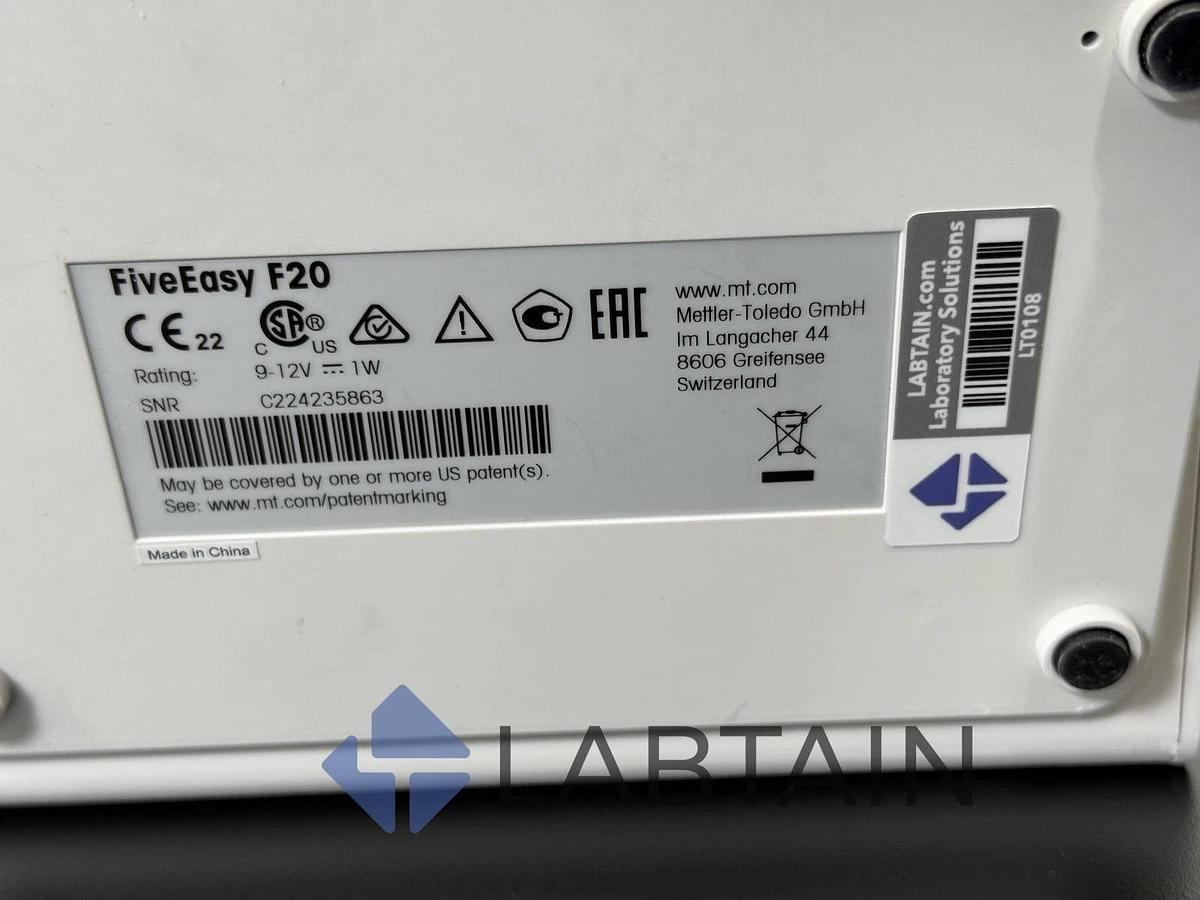 FiveEasy F20
CE 22
C SA® US
EAC
Rating: 9-12V ⎓ 1W
SNR C224235863
May be covered by one or more US patent(s).
See: www.mt.com/patentmarking
www.mt.com
Mettler-Toledo GmbH
Im Langacher 44
8606 Greifensee
Switzerland
Made in China
LABTAIN.com
Laboratory Solutions
LT0108
LABTAIN